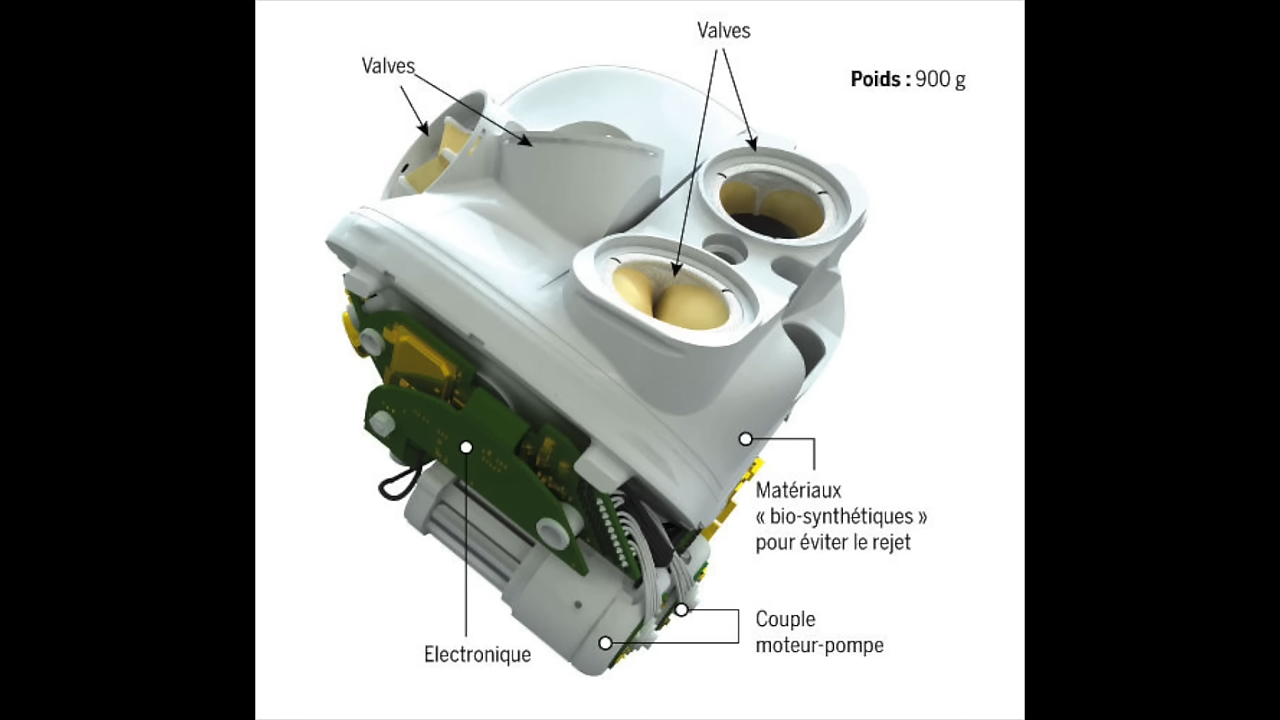 Valves
Valves
Poids : 900 g
Matériaux
« bio-synthétiques »
pour éviter le rejet
Couple
moteur-pompe
Electronique